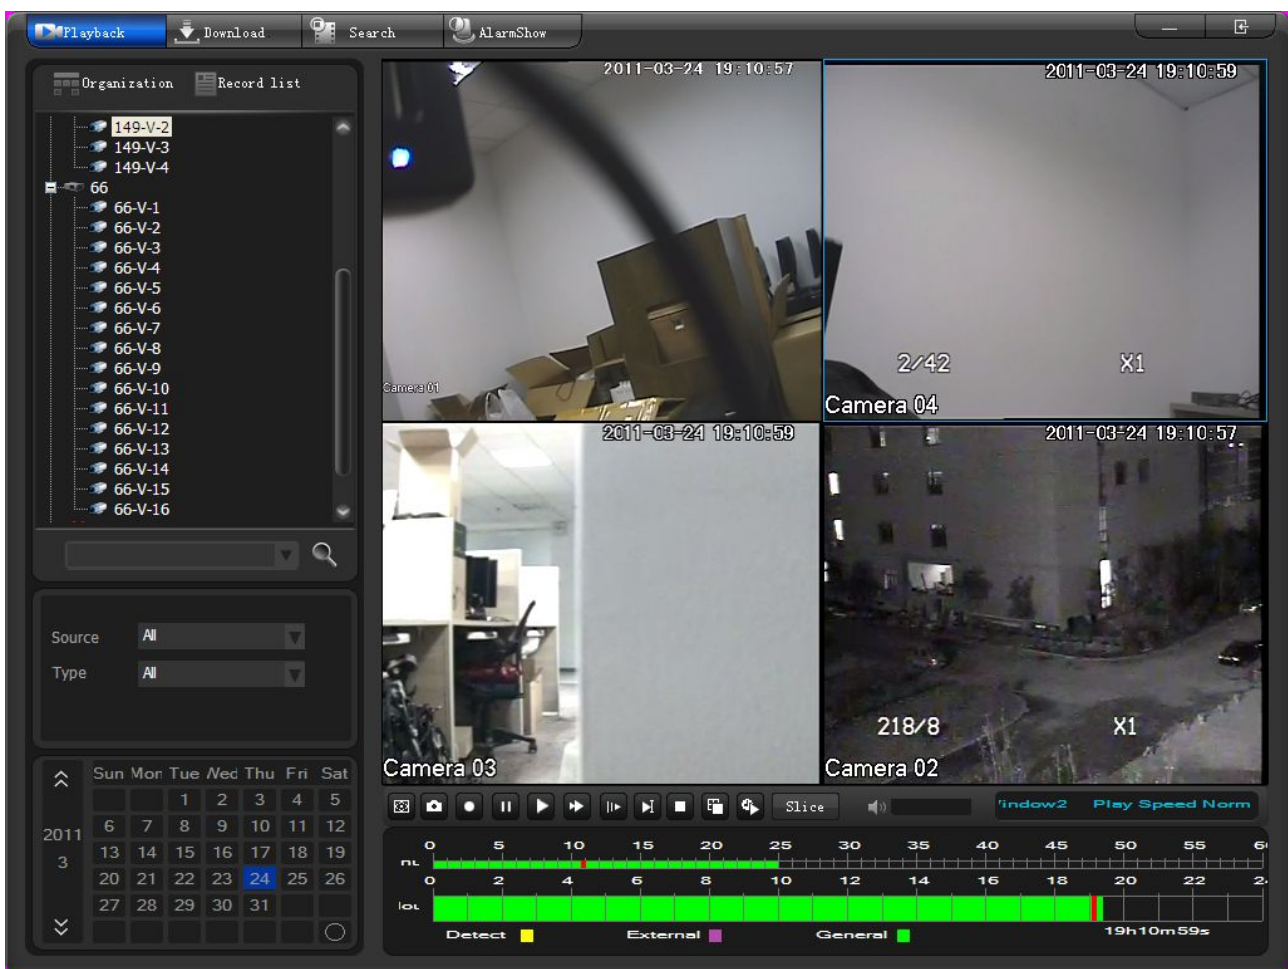 Playback Download Search AlarmShow
Organization Record list
149-V-2
149-V-3
149-V-4
66
66-V-1
66-V-2
66-V-3
66-V-4
66-V-5
66-V-6
66-V-7
66-V-8
66-V-9
66-V-10
66-V-11
66-V-12
66-V-13
66-V-14
66-V-15
66-V-16
Source All
Type All
Sun Mon Tue Wed Thu Fri Sat
1 2 3 4 5
6 7 8 9 10 11 12
2011
13 14 15 16 17 18 19
3
20 21 22 23 24 25 26
27 28 29 30 31
2011-03-24 19:10:57
Camera 01
2011-03-24 19:10:59
2/42 X1
Camera 04
2011-03-24 19:10:59
Camera 03
2011-03-24 19:10:57
218/8 X1
Camera 02
Slice indow2 Play Speed Norm
0 5 10 15 20 25 30 35 40 45 50 55 6
0 2 4 6 8 10 12 14 16 18 20 22 2
19h10m59s
Detect External General